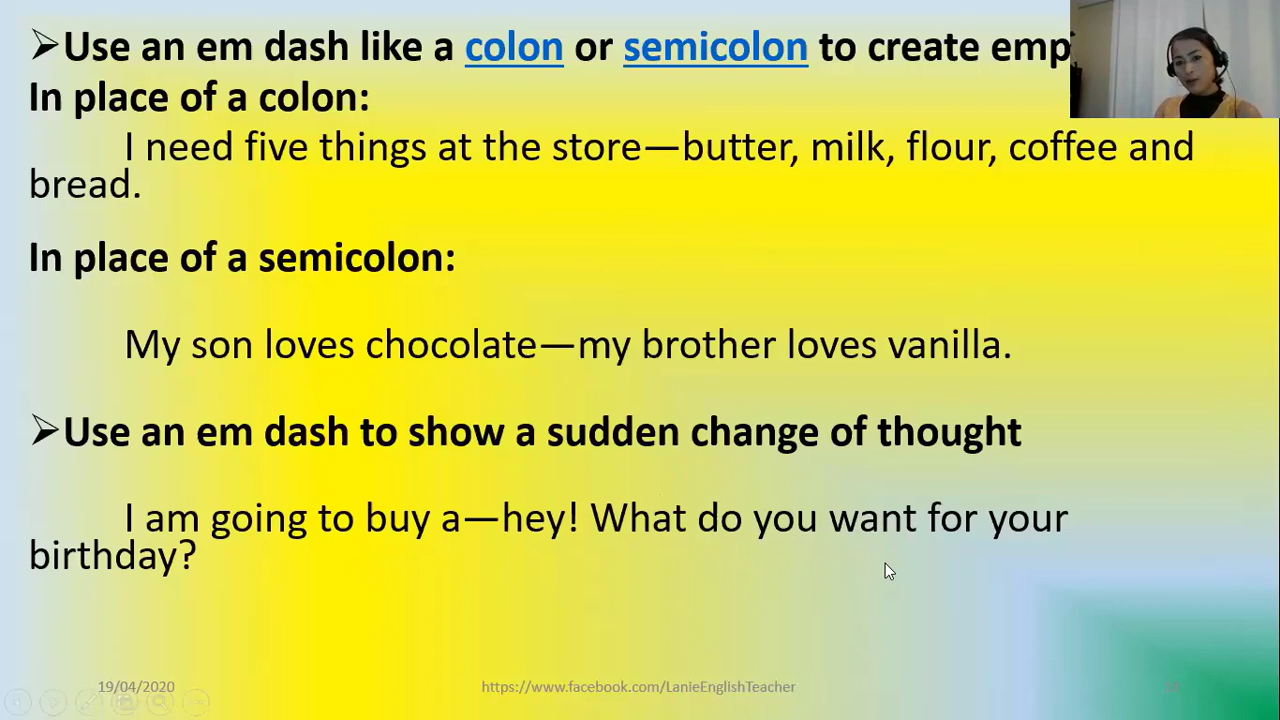 ➢Use an em dash like a colon or semicolon to create emp
In place of a colon:
I need five things at the store—butter, milk, flour, coffee and
bread.
In place of a semicolon:
My son loves chocolate—my brother loves vanilla.
➢Use an em dash to show a sudden change of thought
I am going to buy a—hey! What do you want for your
birthday?
19/04/2020
https://www.facebook.com/LanieEnglishTeacher